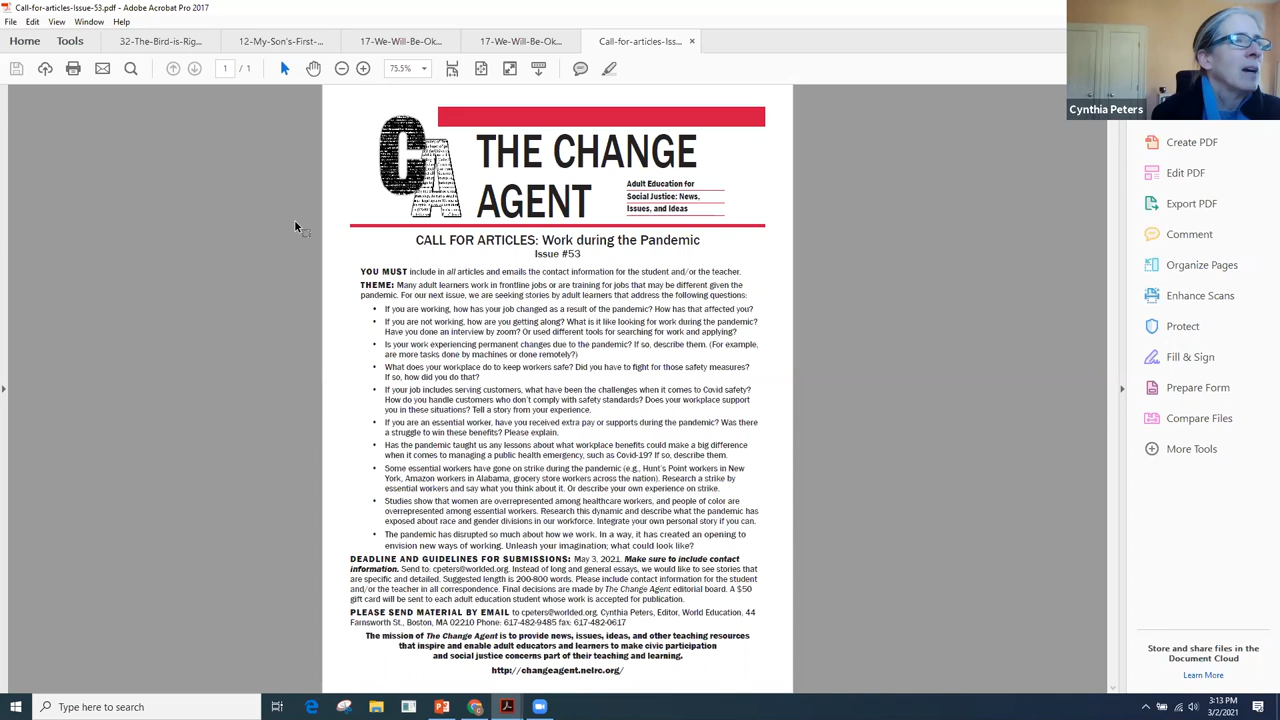 Call-for-articles-Issue-53.pdf - Adobe Acrobat Pro 2017
File Edit View Window Help
Home Tools 32-The-Bird-is-Rig... 12-My-Son's-First-... 17-We-Will-Be-Ok... 17-We-Will-Be-Ok... Call-for-articles-Iss... ×
1 / 1 75.5%
Cynthia Peters
CA
THE CHANGE
AGENT
Adult Education for
Social Justice: News,
Issues, and Ideas
CALL FOR ARTICLES: Work during the Pandemic
Issue #53
YOU MUST include in all articles and emails the contact information for the student and/or the teacher.
THEME: Many adult learners work in frontline jobs or are training for jobs that may be different given the
pandemic. For our next issue, we are seeking stories by adult learners that address the following questions:
• If you are working, how has your job changed as a result of the pandemic? How has that affected you?
• If you are not working, how are you getting along? What is it like looking for work during the pandemic?
Have you done an interview by zoom? Or used different tools for searching for work and applying?
• Is your work experiencing permanent changes due to the pandemic? If so, describe them. (For example,
are more tasks done by machines or done remotely?)
• What does your workplace do to keep workers safe? Did you have to fight for those safety measures?
If so, how did you do that?
• If your job includes serving customers, what have been the challenges when it comes to Covid safety?
How do you handle customers who don't comply with safety standards? Does your workplace support
you in these situations? Tell a story from your experience.
• If you are an essential worker, have you received extra pay or supports during the pandemic? Was there
a struggle to win these benefits? Please explain.
• Has the pandemic taught us any lessons about what workplace benefits could make a big difference
when it comes to managing a public health emergency, such as Covid-19? If so, describe them.
• Some essential workers have gone on strike during the pandemic (e.g., Hunt's Point workers in New
York, Amazon workers in Alabama, grocery store workers across the nation). Research a strike by
essential workers and say what you think about it. Or describe your own experience on strike.
• Studies show that women are overrepresented among healthcare workers, and people of color are
overrepresented among essential workers. Research this dynamic and describe what the pandemic has
exposed about race and gender divisions in our workforce. Integrate your own personal story if you can.
• The pandemic has disrupted so much about how we work. In a way, it has created an opening to
envision new ways of working. Unleash your imagination; what could look like?
DEADLINE AND GUIDELINES FOR SUBMISSIONS: May 3, 2021. Make sure to include contact
information. Send to: cpeters@worlded.org. Instead of long and general essays, we would like to see stories that
are specific and detailed. Suggested length is 200-800 words. Please include contact information for the student
and/or the teacher in all correspondence. Final decisions are made by The Change Agent editorial board. A $50
gift card will be sent to each adult education student whose work is accepted for publication.
PLEASE SEND MATERIAL BY EMAIL to cpeters@worlded.org, Cynthia Peters, Editor, World Education, 44
Farnsworth St., Boston, MA 02210 Phone: 617-482-9485 fax: 617-482-0617
The mission of The Change Agent is to provide news, issues, ideas, and other teaching resources
that inspire and enable adult educators and learners to make civic participation
and social justice concerns part of their teaching and learning.
http://changeagent.nelrc.org/
Create PDF
Edit PDF
Export PDF
Comment
Organize Pages
Enhance Scans
Protect
Fill & Sign
Prepare Form
Compare Files
More Tools
Store and share files in the
Document Cloud
Learn More
Type here to search
3:13 PM
3/2/2021